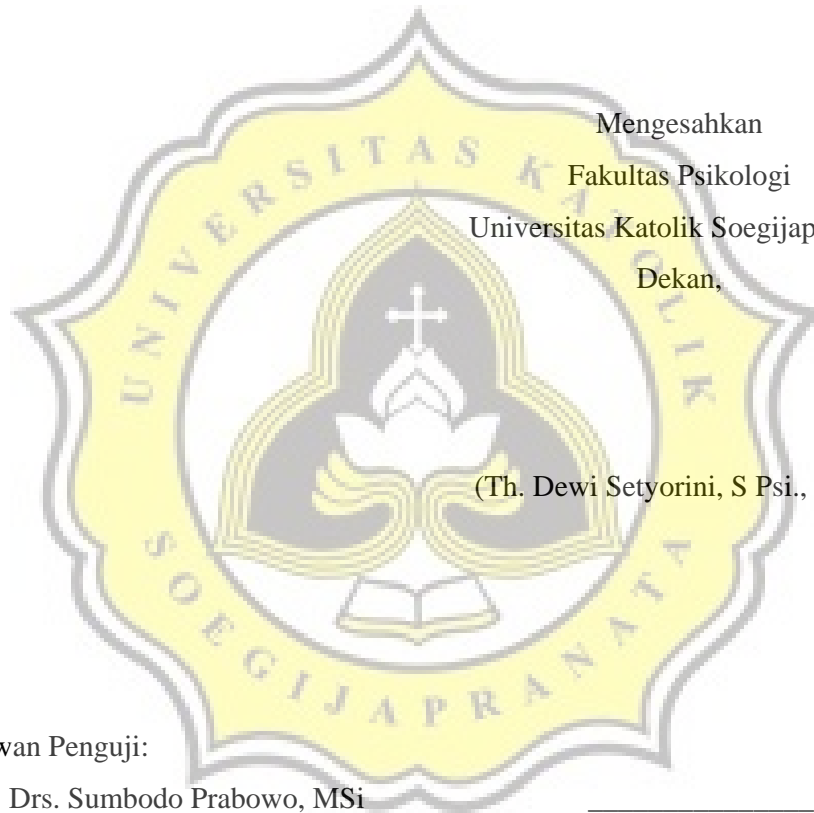 Mengesahkan
Fakultas Psikologi
Universitas Katolik Soegijap
Dekan,
UNIVERSITAS KATOLIK
SOEGIJAPRANATA
(Th. Dewi Setyorini, S Psi.,
wan Penguji:
Drs. Sumbodo Prabowo, MSi